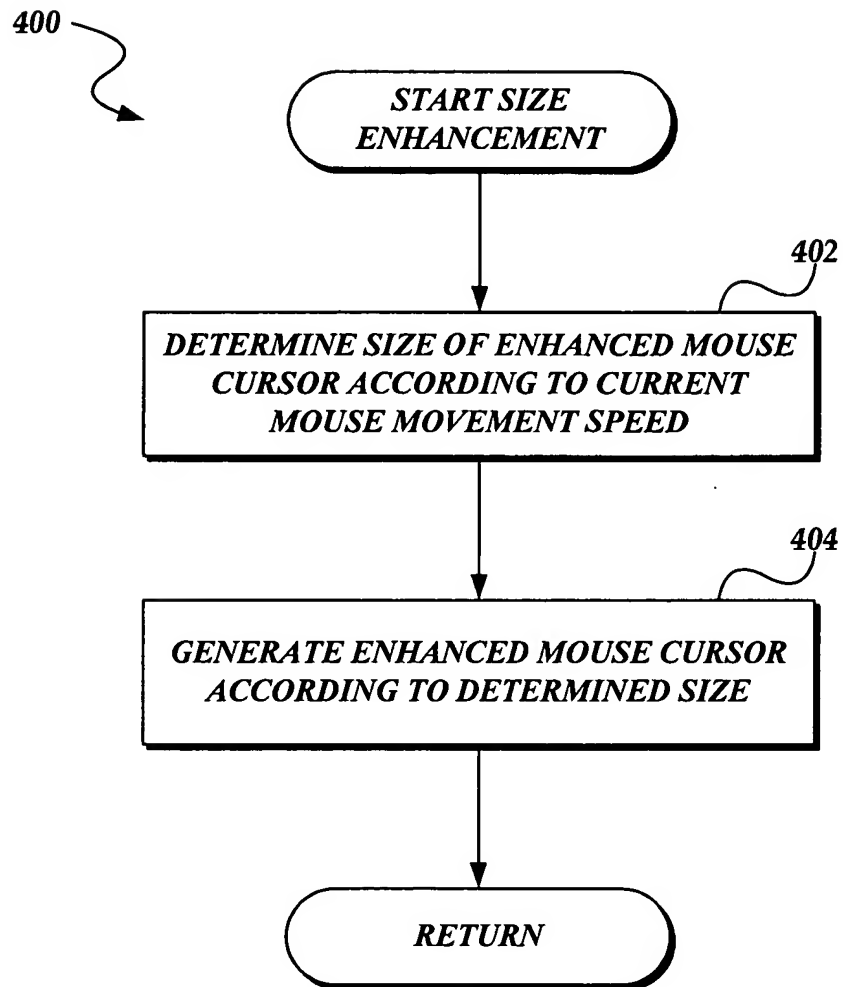 400
START SIZE
ENHANCEMENT
402
DETERMINE SIZE OF ENHANCED MOUSE
CURSOR ACCORDING TO CURRENT
MOUSE MOVEMENT SPEED
404
GENERATE ENHANCED MOUSE CURSOR
ACCORDING TO DETERMINED SIZE
RETURN